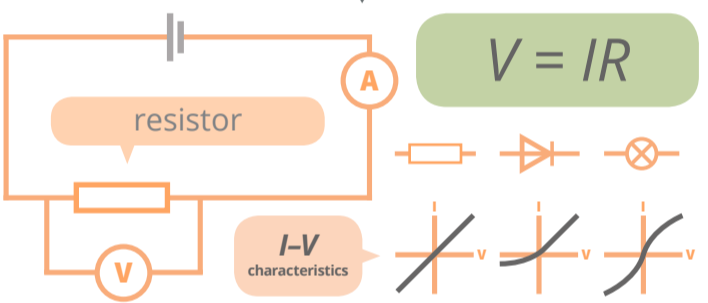 V = IR
A
resistor
V
I–V
characteristics
I
V
I
V
I
V